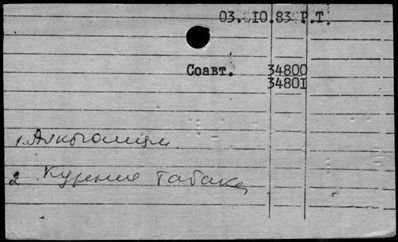 03.10.83 Р.Т.
Соавт. 34800
34801
1. Алкоголизм.
2. Курение табака